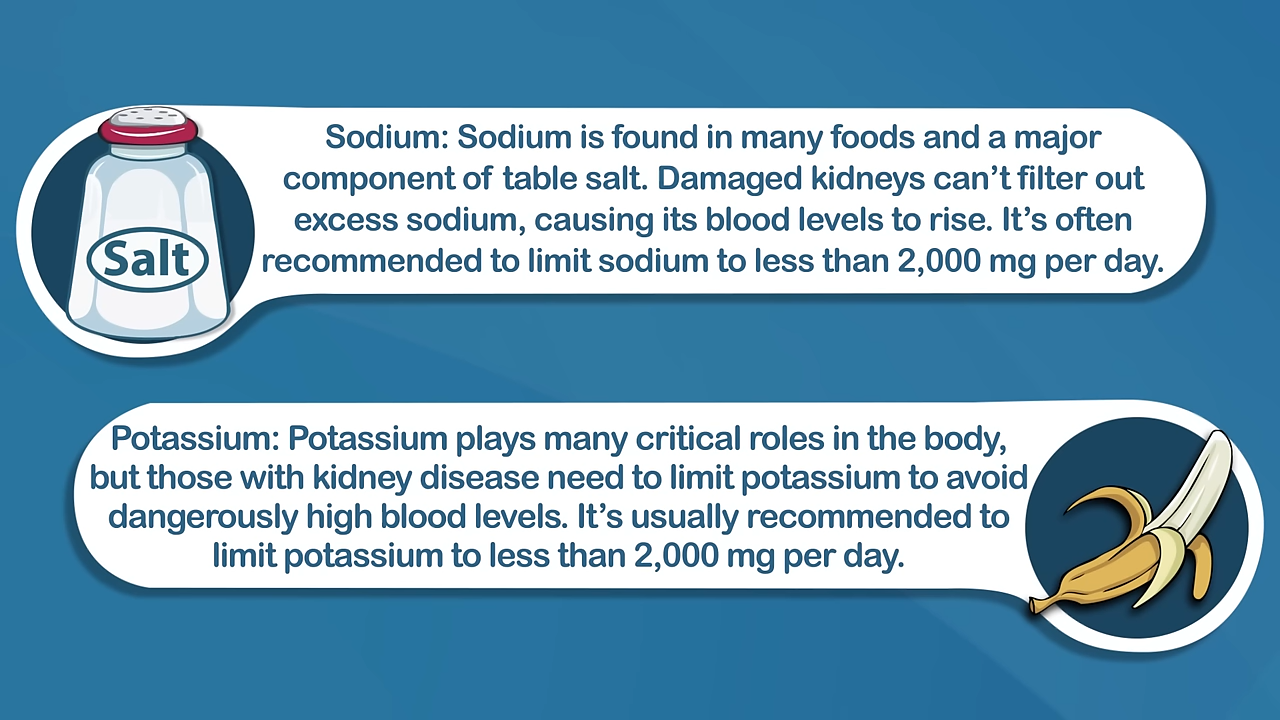 Salt
Sodium: Sodium is found in many foods and a major
component of table salt. Damaged kidneys can’t filter out
excess sodium, causing its blood levels to rise. It’s often
recommended to limit sodium to less than 2,000 mg per day.
Potassium: Potassium plays many critical roles in the body,
but those with kidney disease need to limit potassium to avoid
dangerously high blood levels. It’s usually recommended to
limit potassium to less than 2,000 mg per day.